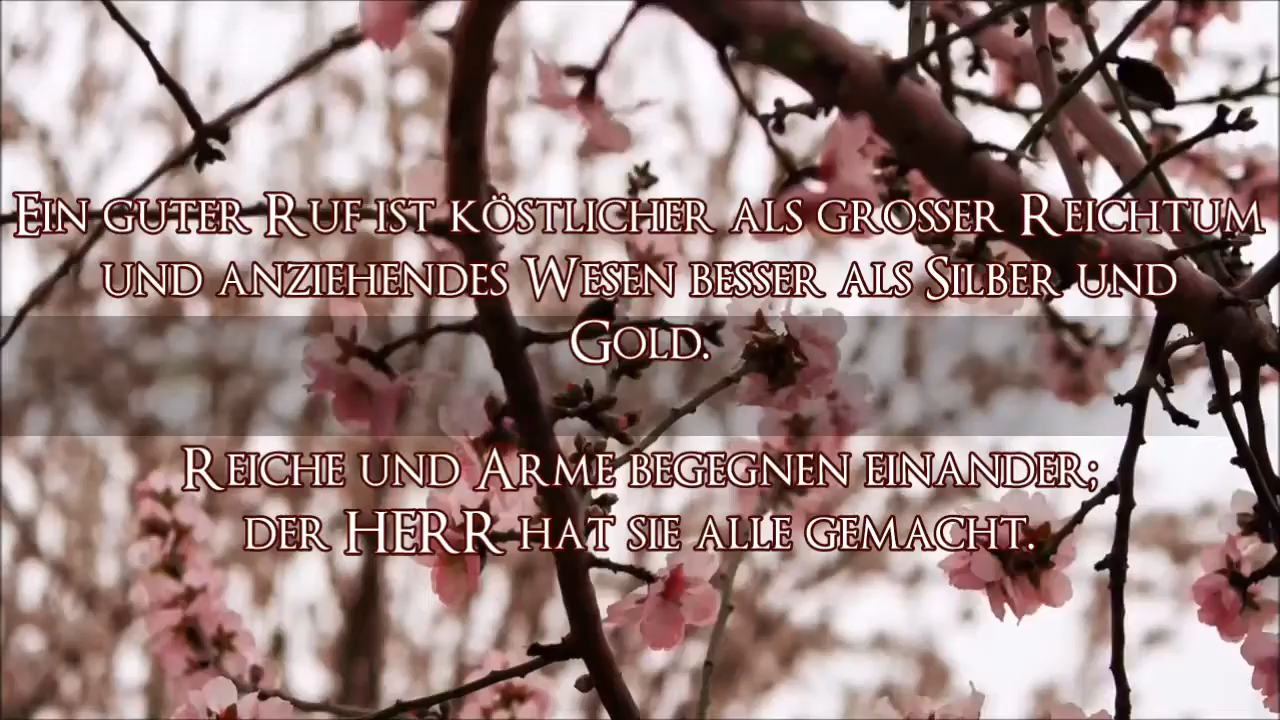 Ein guter Ruf ist köstlicher als grosser Reichtum
und anziehendes Wesen besser als Silber und
Gold.
Reiche und Arme begegnen einander;
der HERR hat sie alle gemacht.